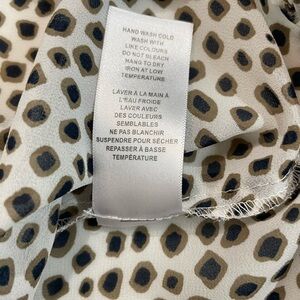 HAND WASH COLD
WASH WITH
LIKE COLOURS
DO NOT BLEACH
HANG TO DRY
IRON AT LOW
TEMPERATURE
LAVER À LA MAIN À
L'EAU FROIDE
LAVER AVEC
DES COULEURS
SEMBLABLES
NE PAS BLANCHIR
SUSPENDRE POUR SÉCHER
REPASSER À BASSE
TEMPÉRATURE